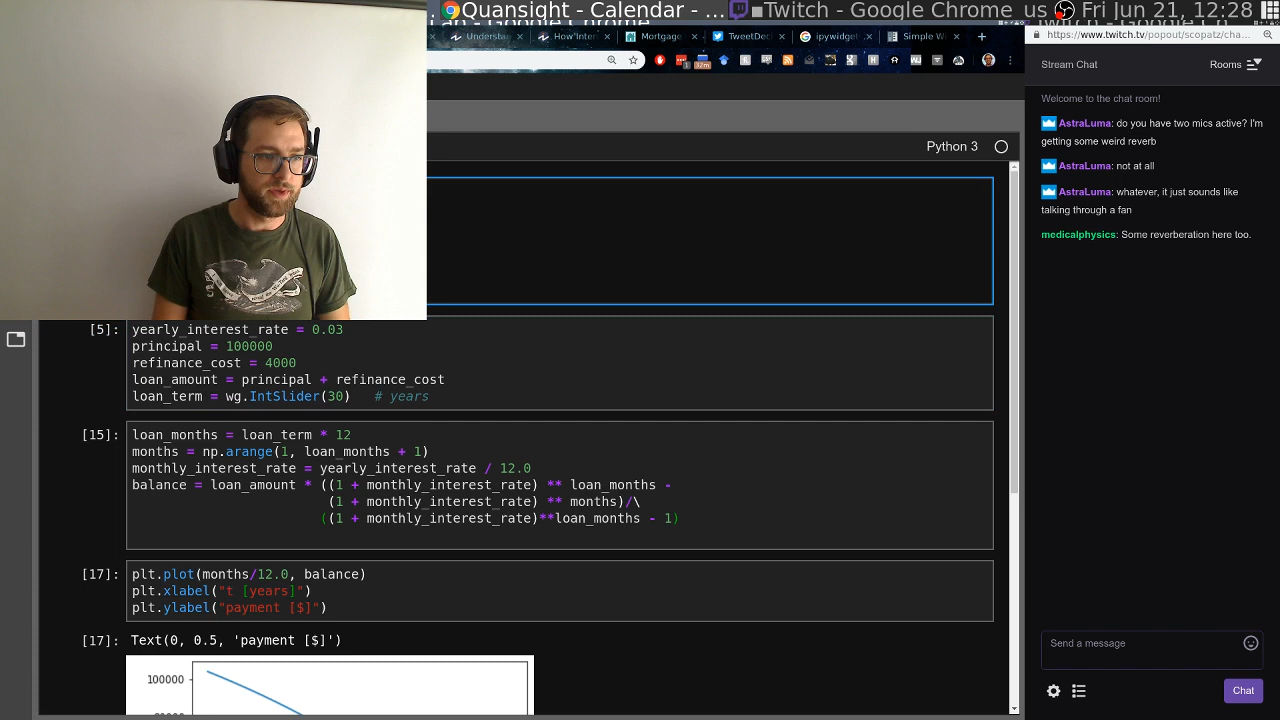 Quansight - Calendar - ...
■Twitch - Google Chrome
us
Fri Jun 21, 12:28
Understa
How Inter
Mortgage
TweetDec
ipywidget
Simple W
https://www.twitch.tv/popout/scopatz/cha...
Stream Chat
Rooms
Welcome to the chat room!
AstraLuma: do you have two mics active? I'm
getting some weird reverb
AstraLuma: not at all
AstraLuma: whatever, it just sounds like
talking through a fan
medicalphysics: Some reverberation here too.
Send a message
Chat
Python 3
[5]:
yearly_interest_rate = 0.03
principal = 100000
refinance_cost = 4000
loan_amount = principal + refinance_cost
loan_term = wg.IntSlider(30)   # years
[15]:
loan_months = loan_term * 12
months = np.arange(1, loan_months + 1)
monthly_interest_rate = yearly_interest_rate / 12.0
balance = loan_amount * ((1 + monthly_interest_rate) ** loan_months -
(1 + monthly_interest_rate) ** months)/\
((1 + monthly_interest_rate)**loan_months - 1)
[17]:
plt.plot(months/12.0, balance)
plt.xlabel("t [years]")
plt.ylabel("payment [$]")
[17]:
Text(0, 0.5, 'payment [$]')
100000